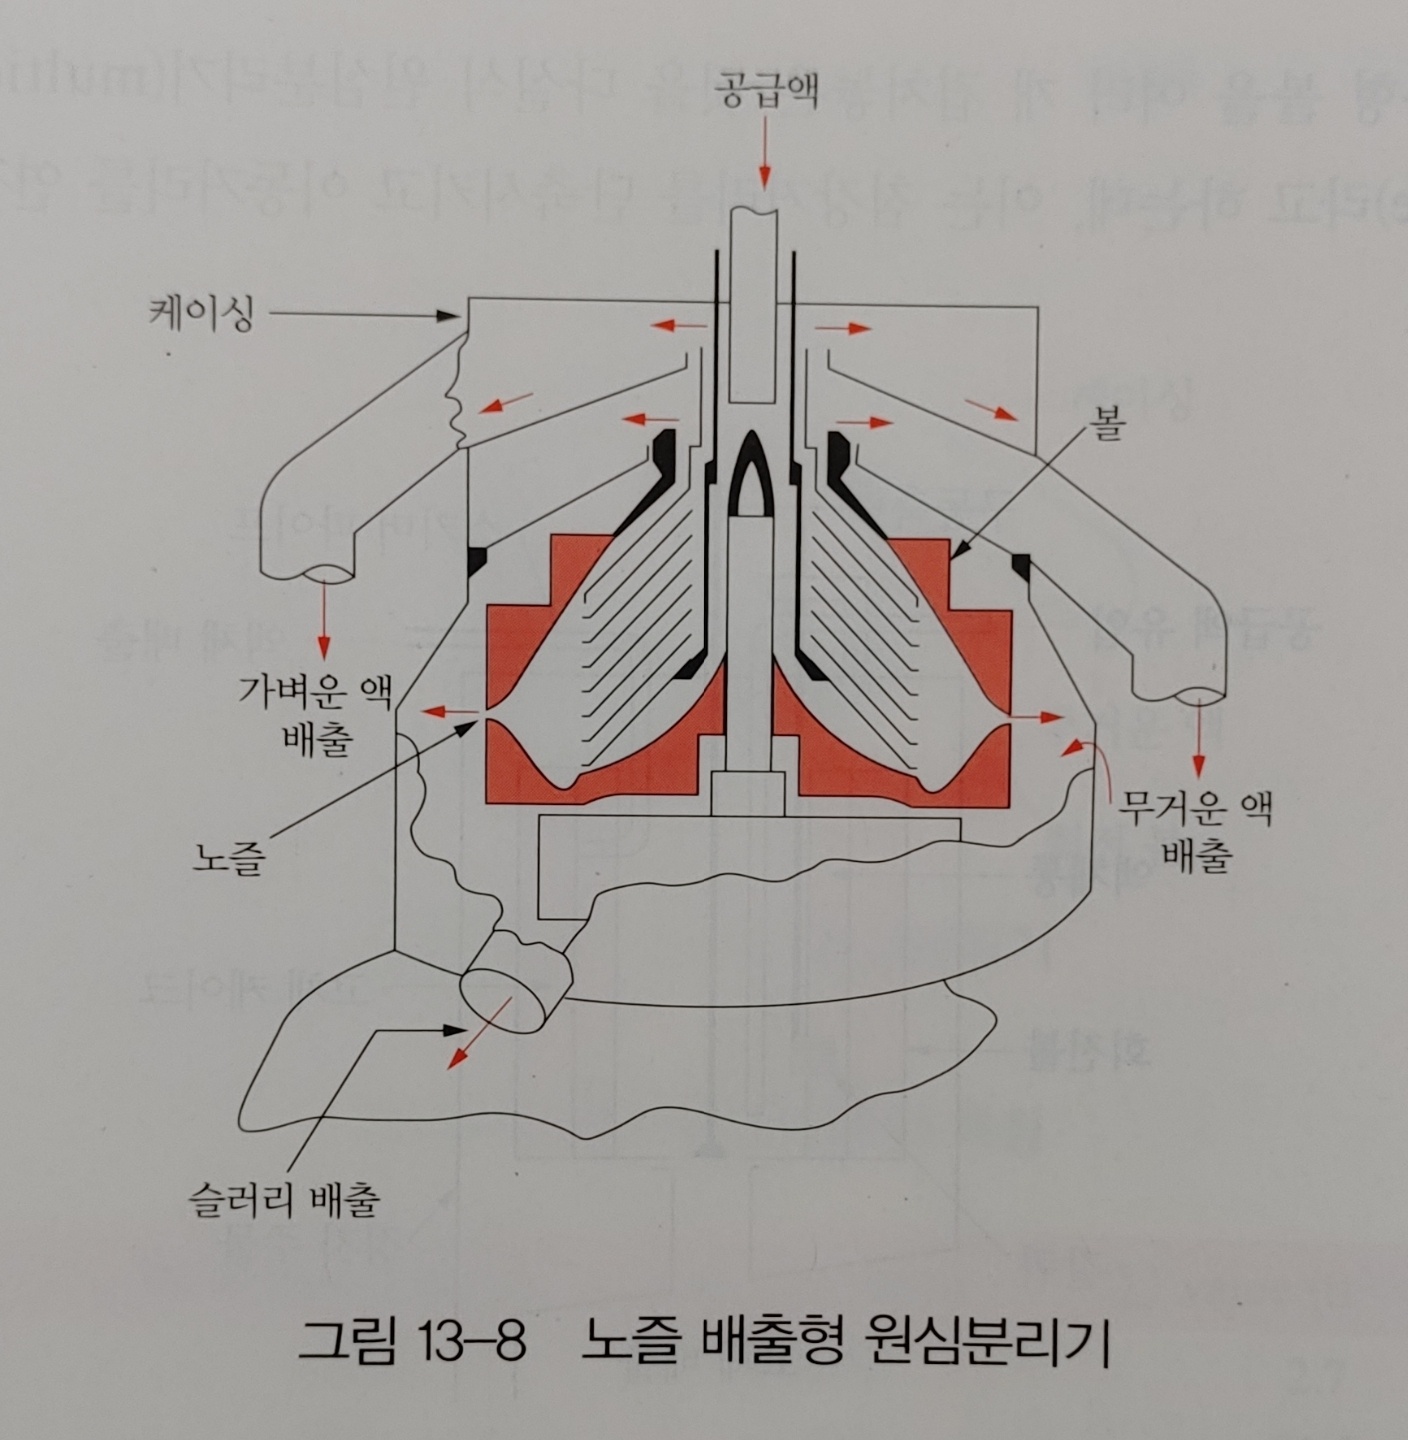 공급액
케이싱
볼
가벼운 액
배출
노즐
무거운 액
배출
슬러리 배출
그림 13-8 노즐 배출형 원심분리기